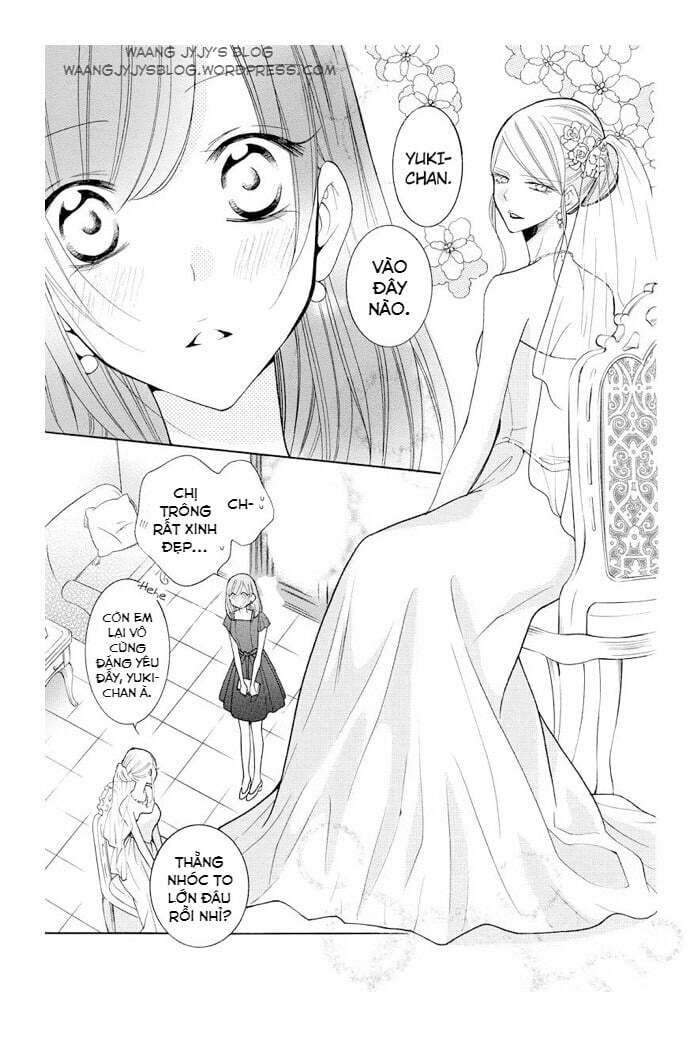 WAANG JYJY'S BLOG
WAANGJYJYSBLOG.WORDPRESS.COM
YUKI-
CHAN.
VÀO
ĐÂY
NÀO.
CH-
CHỊ
TRÔNG
RẤT XINH
ĐẸP...
Hehe
CÒN EM
LẠI VÔ
CÙNG
ĐÁNG YÊU
ĐẤY, YUKI-
CHAN À.
THẰNG
NHÓC TO
LỚN ĐÂU
RỒI NHỈ?